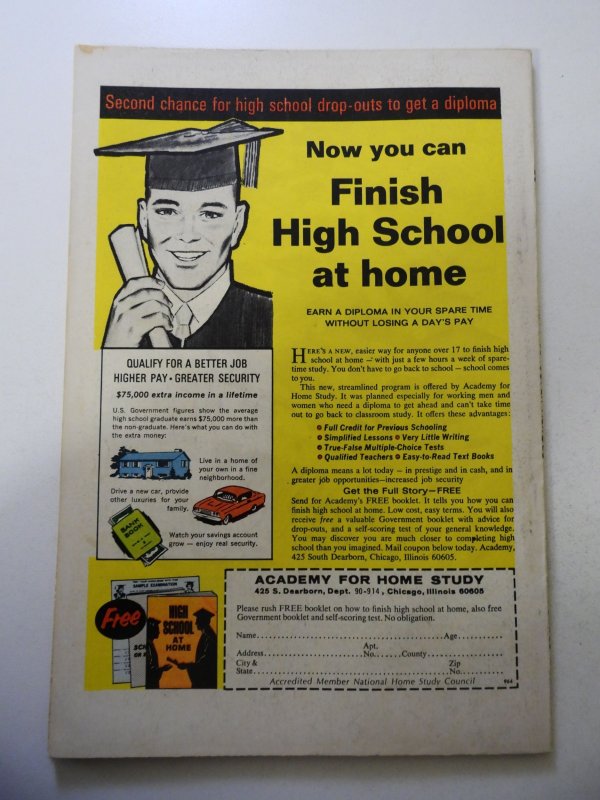 Second chance for high school drop-outs to get a diploma
Now you can
Finish
High School
at home
EARN A DIPLOMA IN YOUR SPARE TIME
WITHOUT LOSING A DAY'S PAY
HERE'S A NEW, easier way for anyone over 17 to finish high
school at home — with just a few hours a week of spare-
time study. You don't have to go back to school – school comes
to you.
This new, streamlined program is offered by Academy for
Home Study. It was planned especially for working men and
women who need a diploma to get ahead and can't take time
out to go back to classroom study. It offers these advantages:
Full Credit for Previous Schooling
Simplified Lessons • Very Little Writing
True-False Multiple-Choice Tests
Qualified Teachers • Easy-to-Read Text Books
A diploma means a lot today – in prestige and in cash, and in
greater job opportunities—increased job security
Get the Full Story—FREE
Send for Academy's FREE booklet. It tells you how you can
finish high school at home. Low cost, easy terms. You will also
receive free a valuable Government booklet with advice for
drop-outs, and a self-scoring test of your general knowledge.
You may discover you are much closer to completing high
school than you imagined. Mail coupon below today. Academy,
425 South Dearborn, Chicago, Illinois 60605.
QUALIFY FOR A BETTER JOB
HIGHER PAY • GREATER SECURITY
$75,000 extra income in a lifetime
U.S. Government figures show the average
high school graduate earns $75,000 more than
the non-graduate. Here's what you can do with
the extra money:
Live in a home of
your own in a fine
neighborhood.
Drive a new car, provide
other luxuries for your
family.
BANK
BOOK
Watch your savings account
grow — enjoy real security.
Free
SAMPLE EXAMINATION
HIGH
SCHOOL
AT
HOME
ACADEMY FOR HOME STUDY
425 S. Dearborn, Dept. 90-914, Chicago, Illinois 60605
Please rush FREE booklet on how to finish high school at home, also free
Government booklet and self-scoring test. No obligation.
Name Age
Address Apt. No. County
City & State Zip No.
Accredited Member National Home Study Council
964